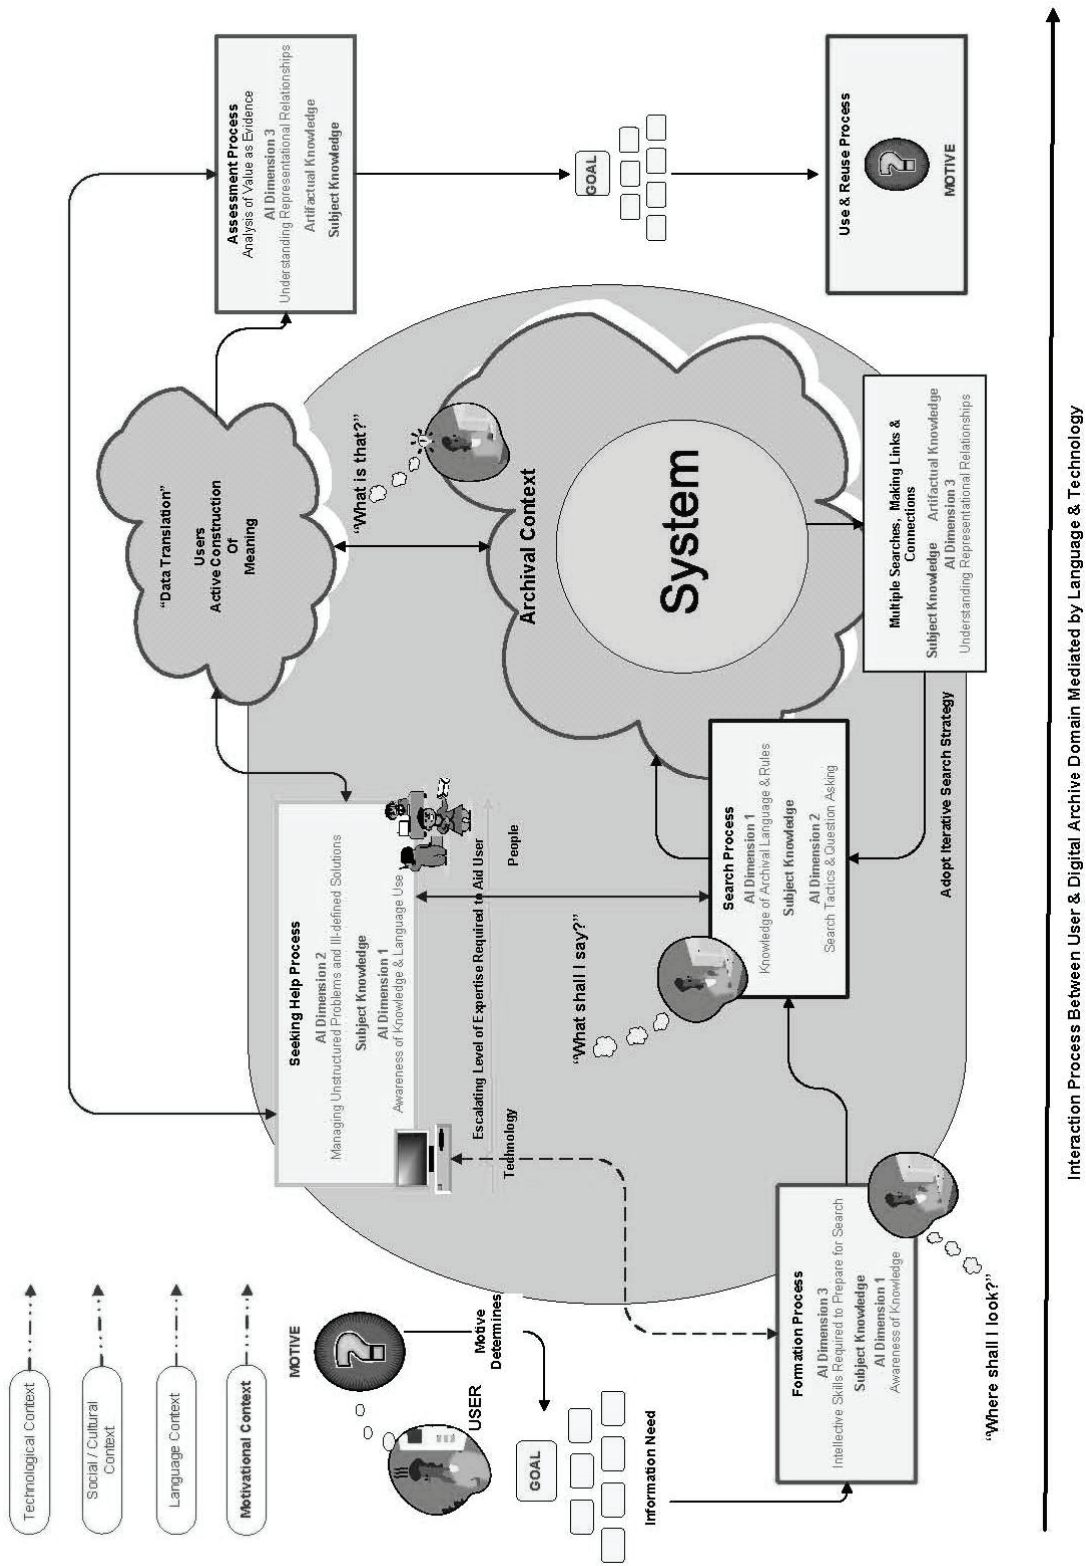 Technological Context
Social / Cultural
Context
Language Context
Motivational Context
MOTIVE
USER
Motive
Determines
GOAL
Information Need
Formation Process
AI Dimension 3
Intellective Skills Required to Prepare for Search
Subject Knowledge
AI Dimension 1
Awareness of Knowledge
“Where shall I look?”
Seeking Help Process
AI Dimension 2
Managing Unstructured Problems and Ill-defined Solutions
Subject Knowledge
AI Dimension 1
Awareness of Knowledge & Language Use
Escalating Level of Expertise Required to Aid User
Technology
People
“What shall I say?”
Search Process
AI Dimension 1
Knowledge of Archival Language & Rules
Subject Knowledge
AI Dimension 2
Search Tactics & Question Asking
Adopt Iterative Search Strategy
“Data Translation”
Users
Active Construction
Of
Meaning
“What is that?”
Archival Context
System
Multiple Searches, Making Links &
Connections
Subject Knowledge Artifactual Knowledge
AI Dimension 3
Understanding Representational Relationships
Assessment Process
Analysis of Value as Evidence
AI Dimension 3
Understanding Representational Relationships
Artifactual Knowledge
Subject Knowledge
GOAL
Use & Reuse Process
MOTIVE
Interaction Process Between User & Digital Archive Domain Mediated by Language & Technology